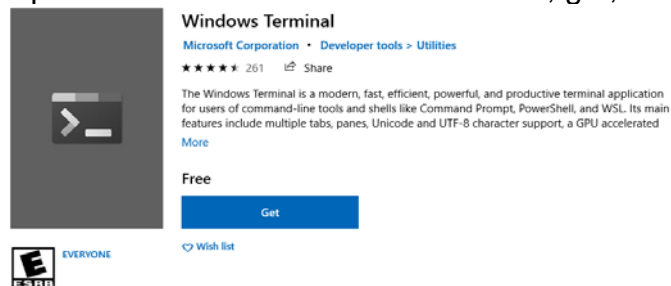 Windows Terminal
Microsoft Corporation • Developer tools > Utilities
261 Share
The Windows Terminal is a modern, fast, efficient, powerful, and productive terminal application
for users of command-line tools and shells like Command Prompt, PowerShell, and WSL. Its main
features include multiple tabs, panes, Unicode and UTF-8 character support, a GPU accelerated
More
Free
Get
Wish list
E
EVERYONE
ESRB